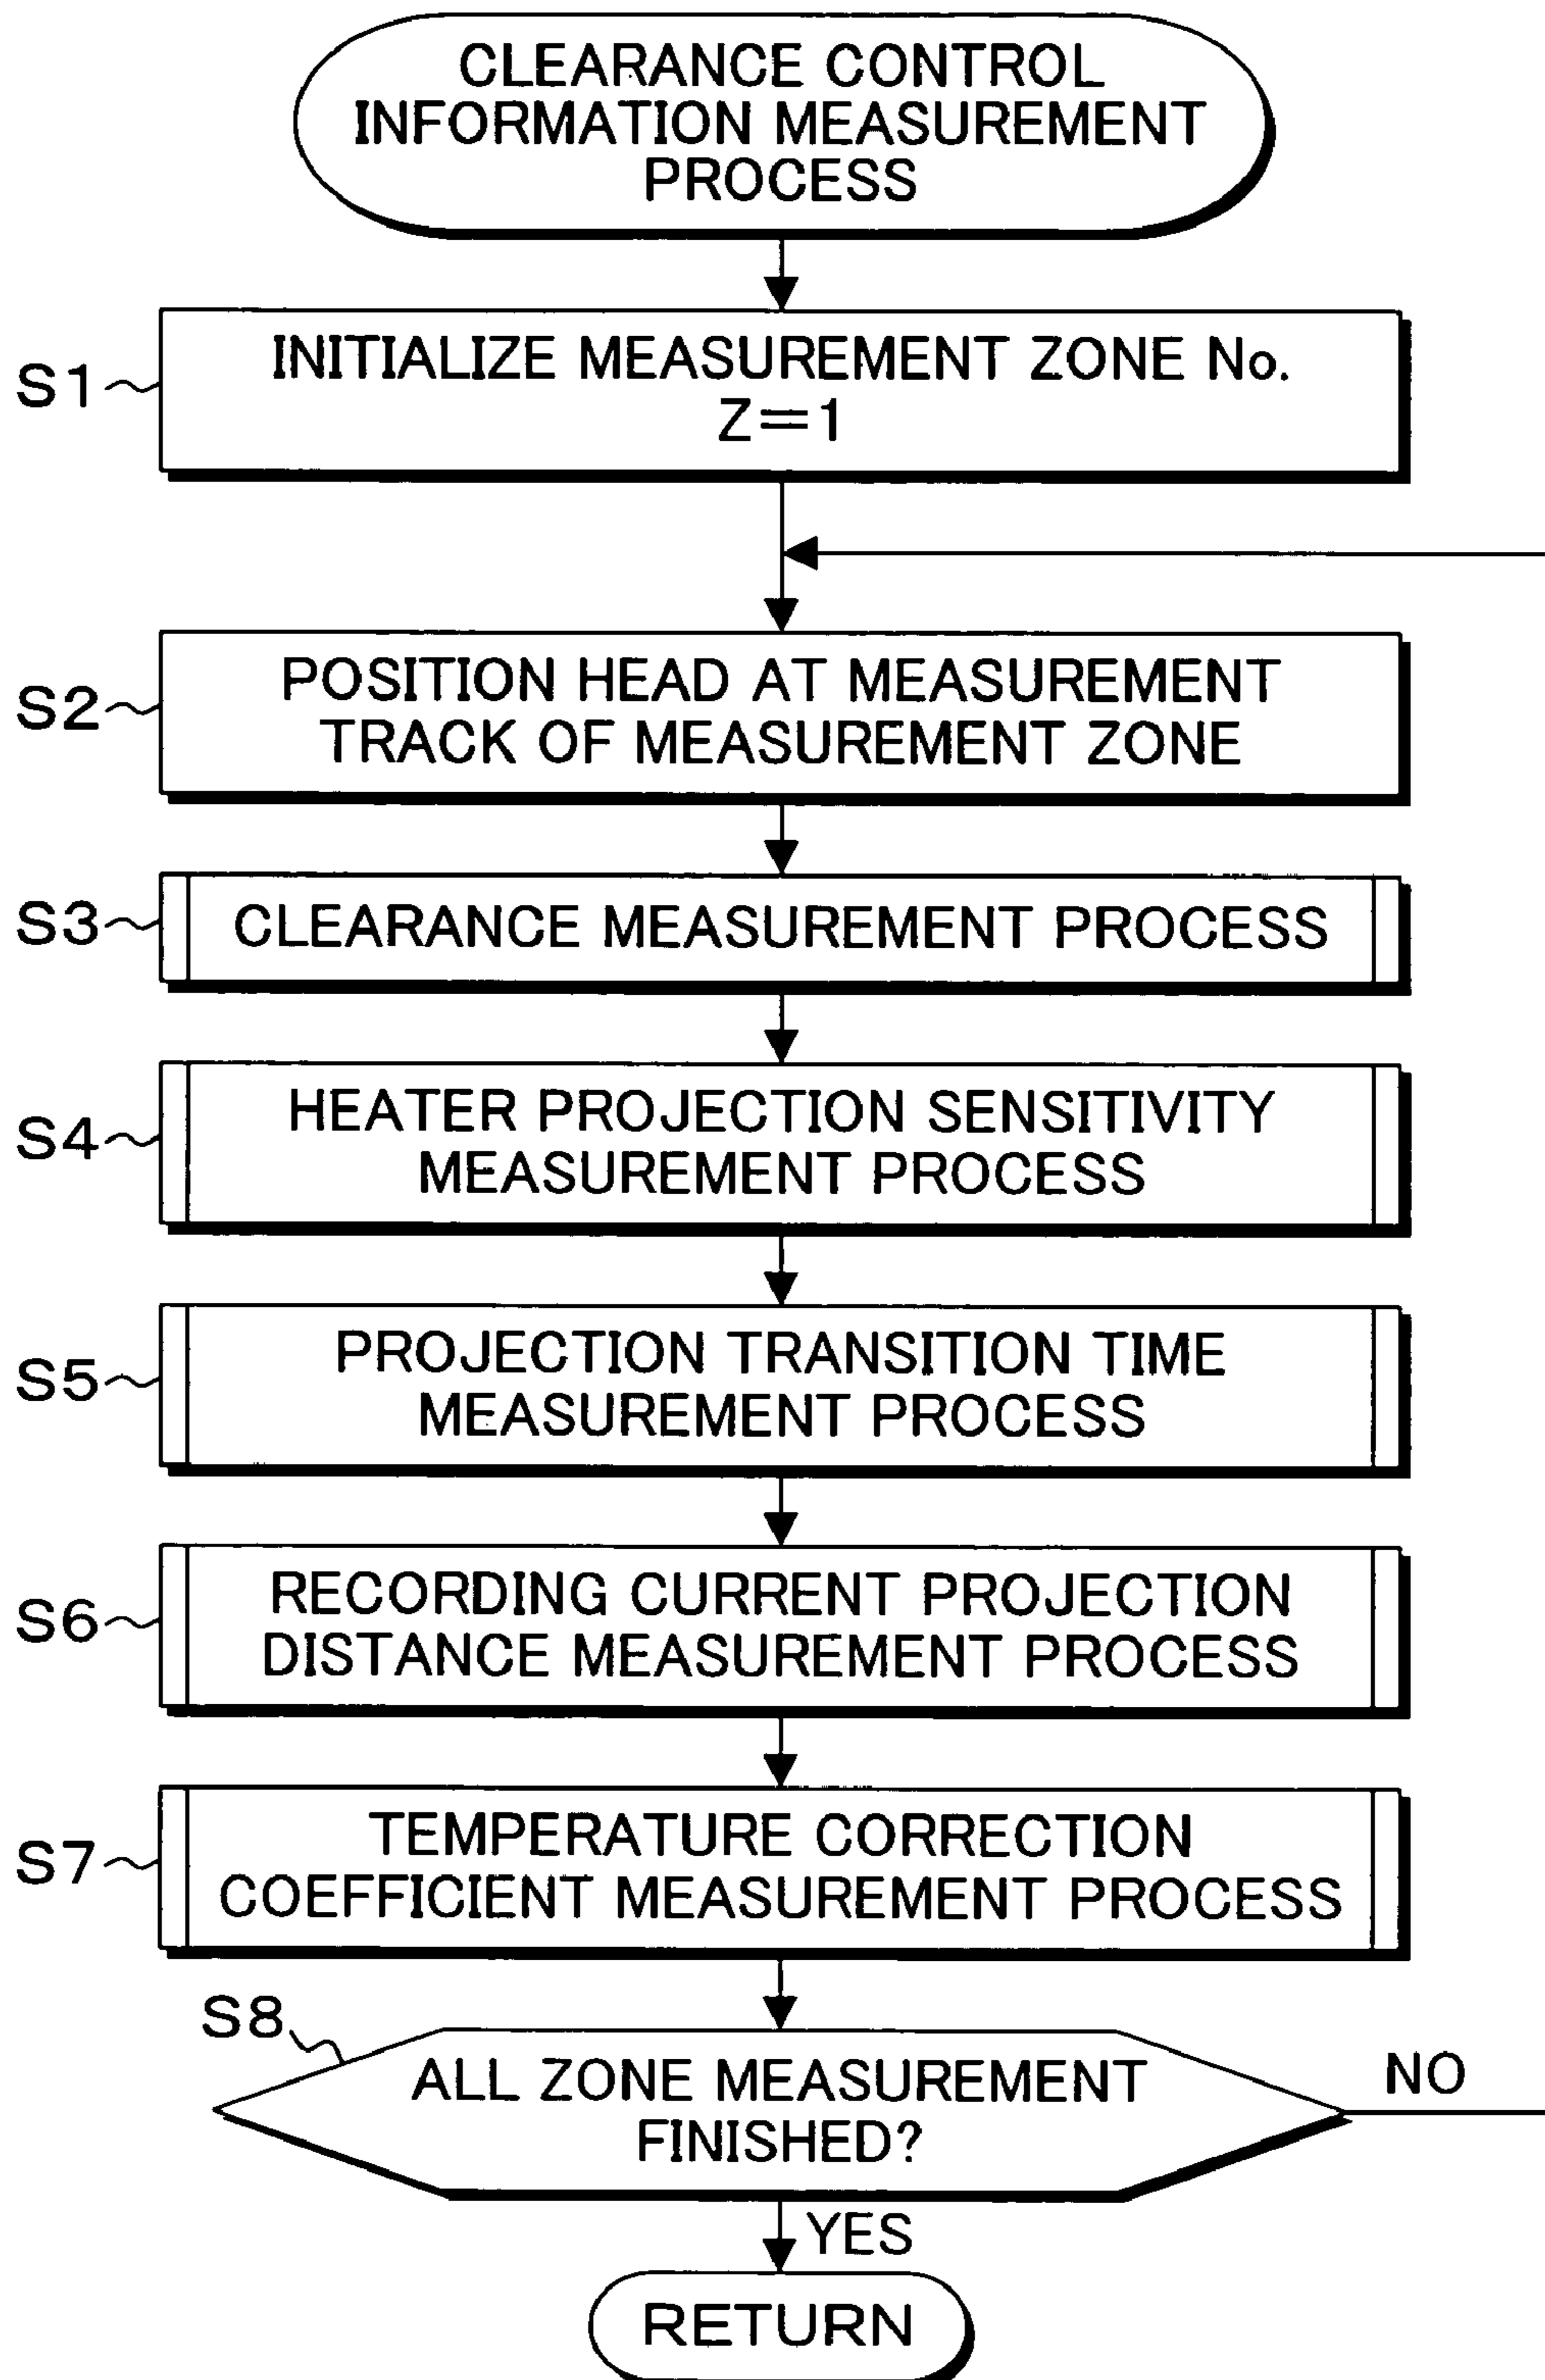 CLEARANCE CONTROL
INFORMATION MEASUREMENT
PROCESS
S1
INITIALIZE MEASUREMENT ZONE No.
Z=1
S2
POSITION HEAD AT MEASUREMENT
TRACK OF MEASUREMENT ZONE
S3
CLEARANCE MEASUREMENT PROCESS
S4
HEATER PROJECTION SENSITIVITY
MEASUREMENT PROCESS
S5
PROJECTION TRANSITION TIME
MEASUREMENT PROCESS
S6
RECORDING CURRENT PROJECTION
DISTANCE MEASUREMENT PROCESS
S7
TEMPERATURE CORRECTION
COEFFICIENT MEASUREMENT PROCESS
S8
ALL ZONE MEASUREMENT
FINISHED?
NO
YES
RETURN